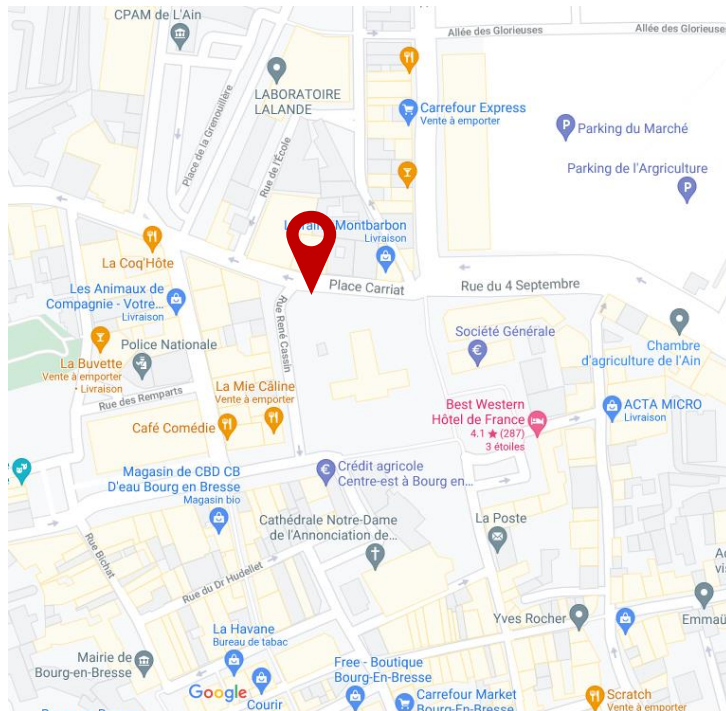 CPAM de L'Ain
Allée des Glorieuses
Allée des Glorieuses
LABORATOIRE
LALANDE
Place de la Grenouillère
Rue de l'École
Carrefour Express
Vente à emporter
P
Parking du Marché
Parking de l'Argriculture
P
Montbarbon
Livraison
La Coq'Hôte
Place Carriat
Rue du 4 Septembre
Les Animaux de
Compagnie - Votre...
Livraison
Rue René Cassin
Société Générale
€
Chambre
d'agriculture de l'Ain
Police Nationale
La Buvette
Vente à emporter
• Livraison
Rue des Remparts
La Mie Câline
Vente à emporter
Best Western
Hôtel de France
4.1 ★ (287)
3 étoiles
ACTA MICRO
Livraison
Café Comédie
Magasin de CBD CB
D'eau Bourg en Bresse
Magasin bio
€
Crédit agricole
Centre-est à Bourg en...
Cathédrale Notre-Dame
de l'Annonciation de...
La Poste
Rue Bichat
Rue du Dr Hudellet
Yves Rocher
La Havane
Bureau de tabac
Mairie de
Bourg-en-Bresse
Google
Courir
Free - Boutique
Bourg-En-Bresse
Carrefour Market
Bourg-En-Bresse
Scratch
Vente à emporter